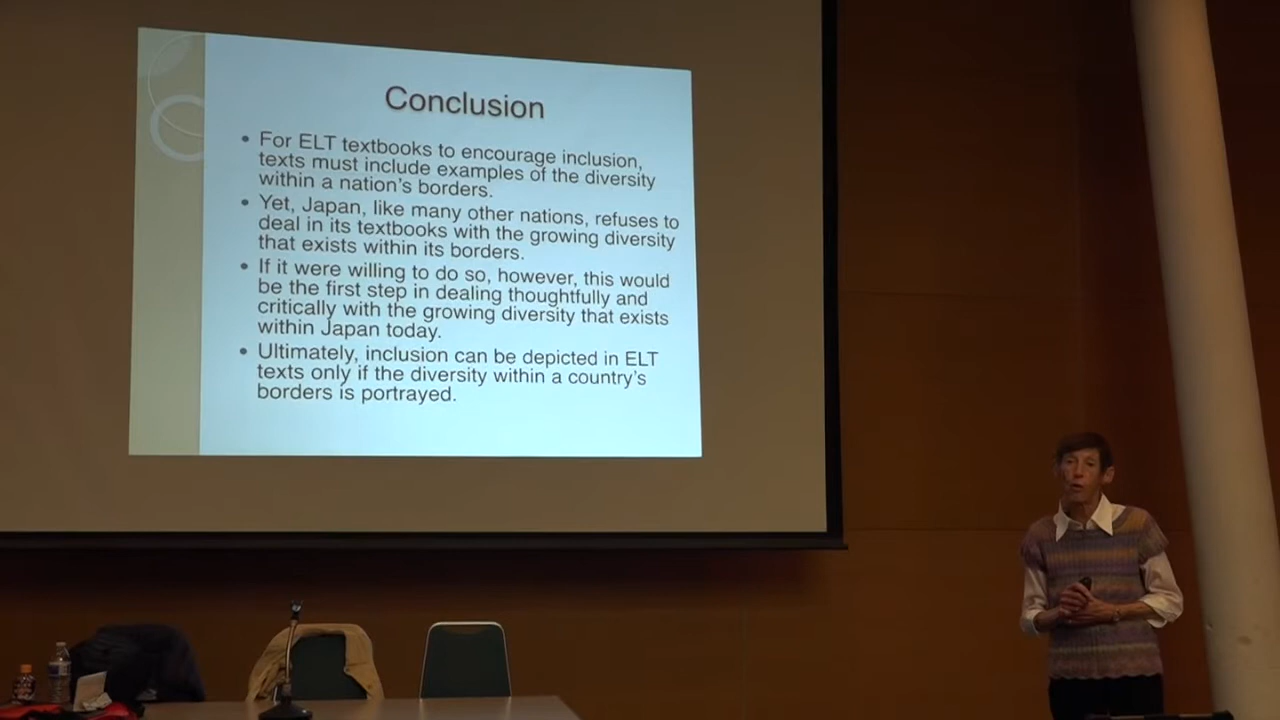 Conclusion
• For ELT textbooks to encourage inclusion,
texts must include examples of the diversity
within a nation's borders.
• Yet, Japan, like many other nations, refuses to
deal in its textbooks with the growing diversity
that exists within its borders.
• If it were willing to do so, however, this would
be the first step in dealing thoughtfully and
critically with the growing diversity that exists
within Japan today.
• Ultimately, inclusion can be depicted in ELT
texts only if the diversity within a country's
borders is portrayed.